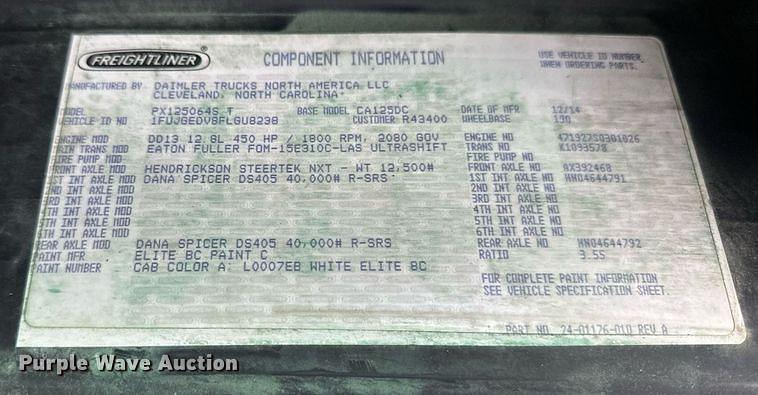 FREIGHTLINER®
COMPONENT INFORMATION
USE VEHICLE ID NUMBER
WHEN ORDERING PARTS.
MANUFACTURED BY DAIMLER TRUCKS NORTH AMERICA LLC
CLEVELAND, NORTH CAROLINA
MODEL PX125064S T BASE MODEL CA125DC DATE OF MFR 12/14
VEHICLE ID NO 1FUJGEDV8FLGU8238 CUSTOMER R43400 WHEELBASE 190
ENGINE MOD DD13 12.8L 450 HP / 1800 RPM, 2080 GOV ENGINE NO 471927S0381826
MAIN TRANS MOD EATON FULLER FOM-15E310C-LAS ULTRASHIFT TRANS NO K1093578
FIRE PUMP MOD FIRE PUMP NO
FRONT AXLE MOD HENDRICKSON STEERTEK NXT - WT 12,500# FRONT AXLE NO AX392468
1ST INT AXLE MOD DANA SPICER DS405 40,000# R-SRS 1ST INT AXLE NO HN04644791
2ND INT AXLE MOD 2ND INT AXLE NO
3RD INT AXLE MOD 3RD INT AXLE NO
4TH INT AXLE MOD 4TH INT AXLE NO
5TH INT AXLE MOD 5TH INT AXLE NO
6TH INT AXLE MOD 6TH INT AXLE NO
REAR AXLE MOD DANA SPICER DS405 40,000# R-SRS REAR AXLE NO HN04644792
PAINT MFR ELITE BC PAINT C RATIO 3.55
PAINT NUMBER CAB COLOR A: L0007EB WHITE ELITE BC
FOR COMPLETE PAINT INFORMATION
SEE VEHICLE SPECIFICATION SHEET.
PART NO. 24-01176-010 REV A
Purple Wave Auction